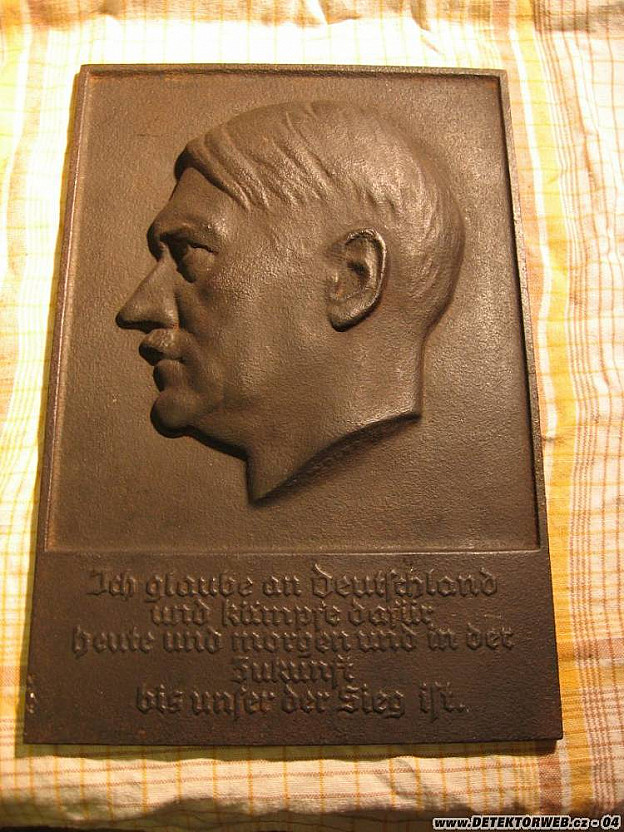 Ich glaube an Deutschland
und kämpfe dafür
heute und morgen und in der
Zukunft
bis unser der Sieg ist.
www.DETEKTORWEB.cz - 04